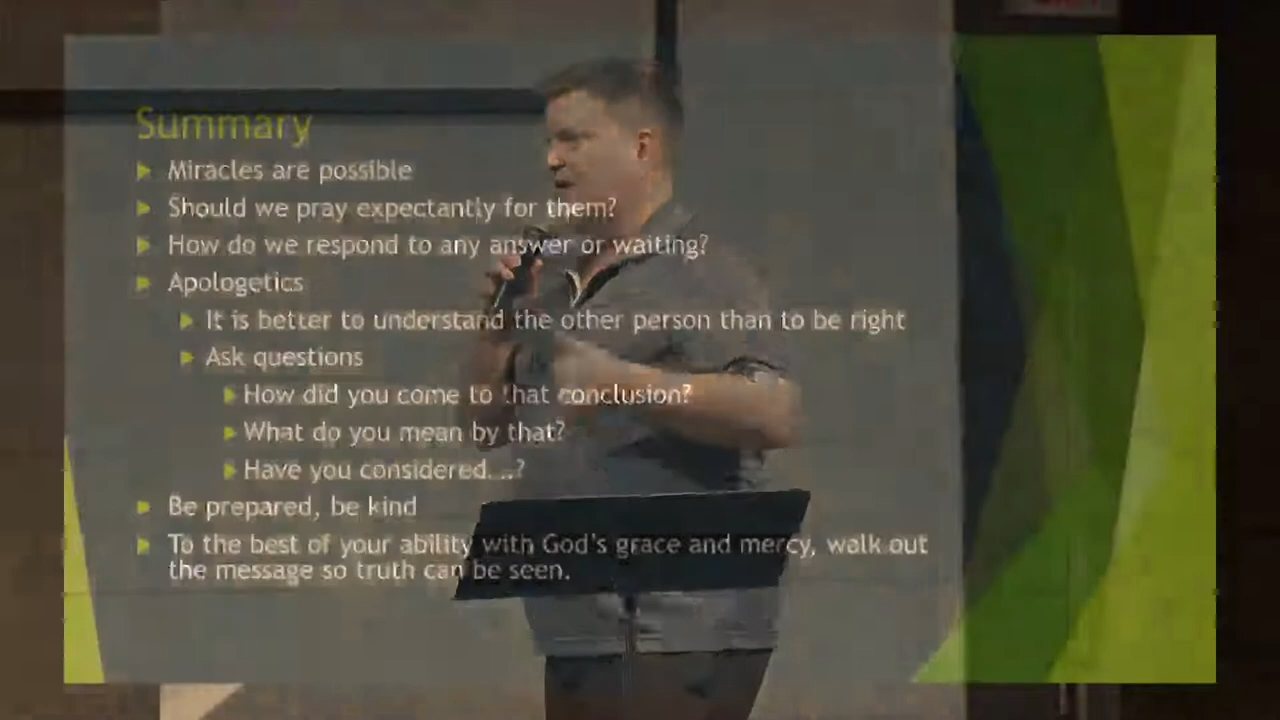 Summary
Miracles are possible
Should we pray expectantly for them?
How do we respond to any answer or waiting?
Apologetics
It is better to understand the other person than to be right
Ask questions
How did you come to that conclusion?
What do you mean by that?
Have you considered....?
Be prepared, be kind
To the best of your ability with God's grace and mercy, walk out
the message so truth can be seen.